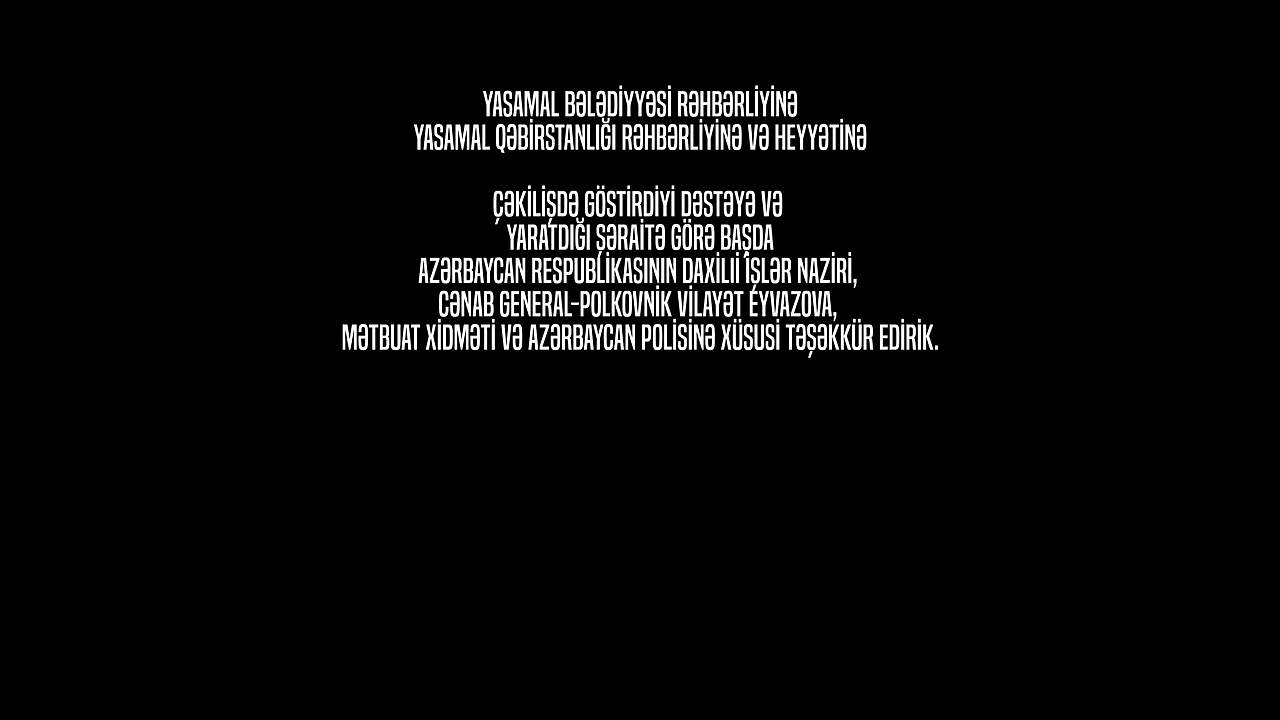 YASAMAL BƏLƏDİYYƏSİ RƏHBƏRLİYİNƏ
YASAMAL QƏBİRSTANLIĞI RƏHBƏRLİYİNƏ VƏ HEYYƏTİNƏ
ÇƏKİLİŞDƏ GÖSTİRDİYİ DƏSTƏYƏ VƏ
YARATDIĞI ŞƏRAİTƏ GÖRƏ BAŞDA
AZƏRBAYCAN RESPUBLİKASININ DAXİLİİ İŞLƏR NAZİRİ,
CƏNAB GENERAL-POLKOVNİK VİLAYƏT EYVAZOVA,
MƏTBUAT XİDMƏTİ VƏ AZƏRBAYCAN POLİSİNƏ XÜSUSİ TƏŞƏKKÜR EDİRİK.